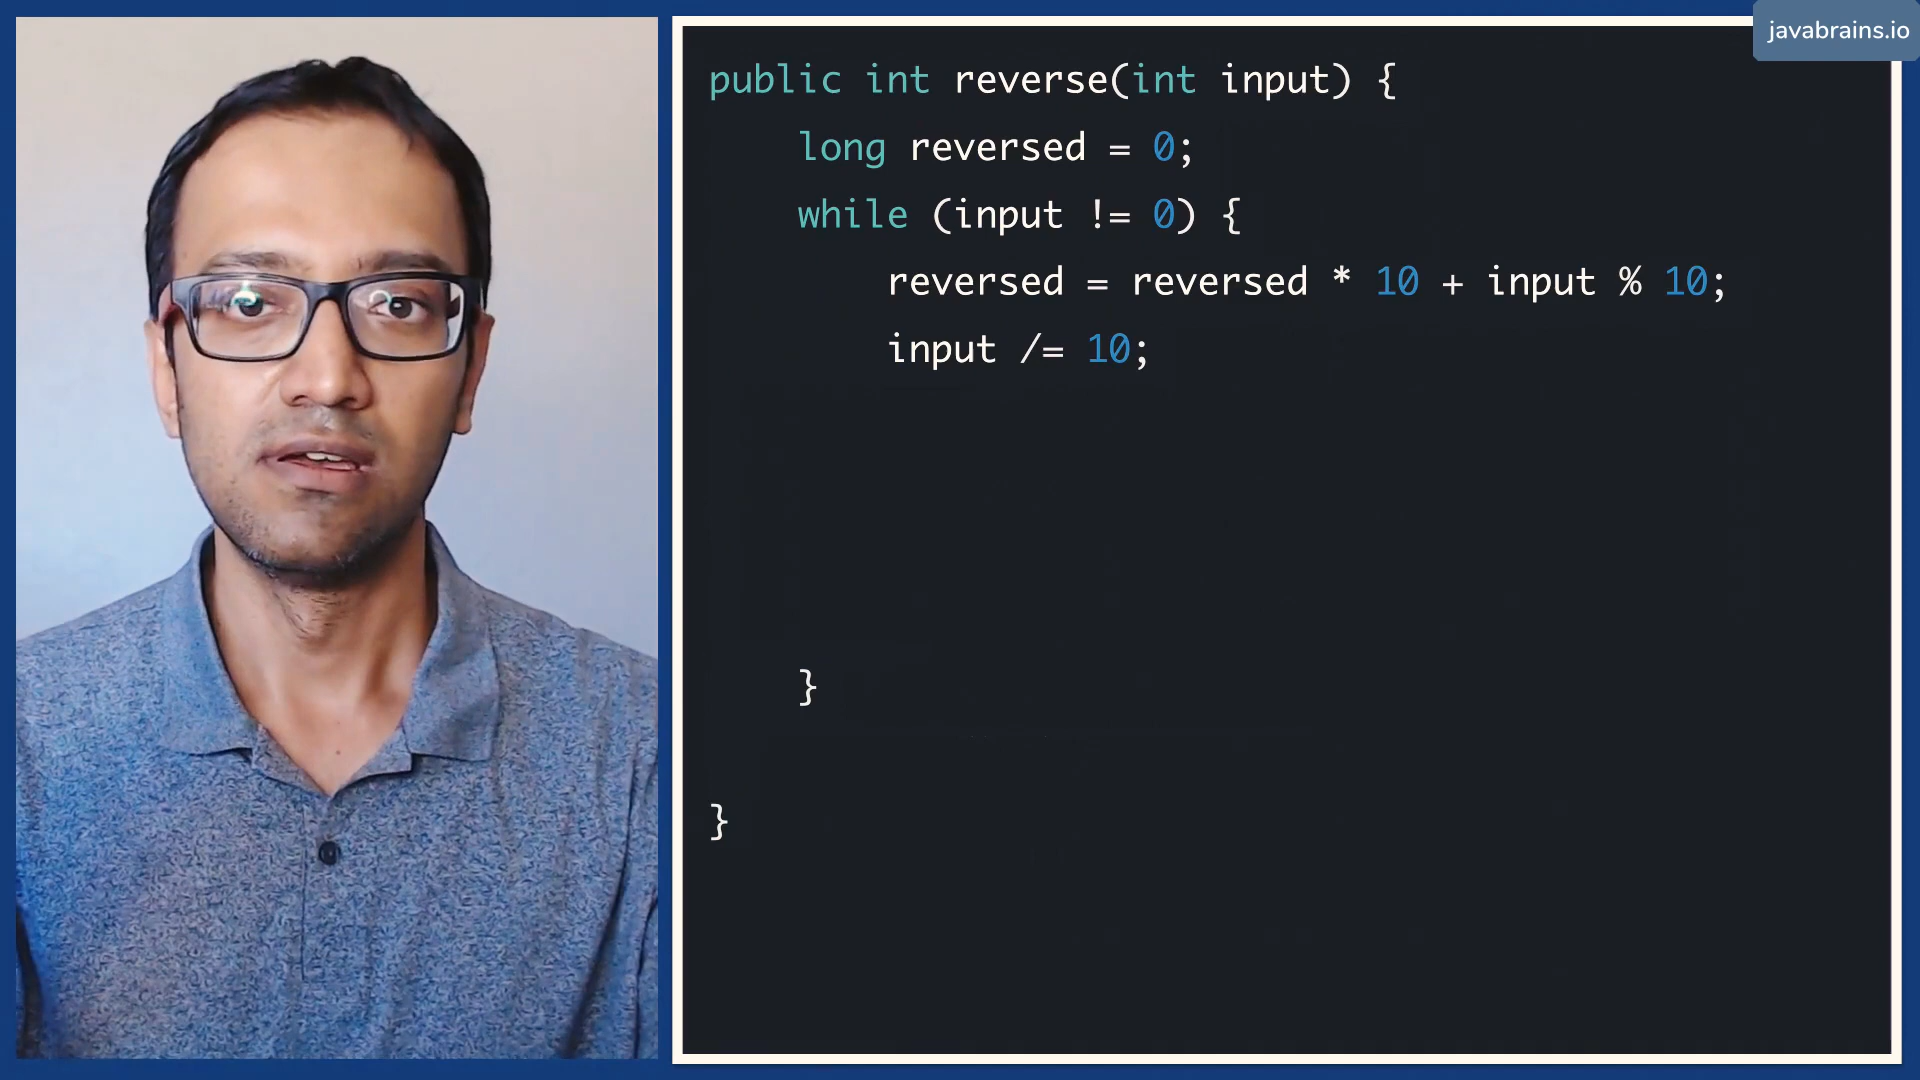 javabrains.io
public int reverse(int input) {
    long reversed = 0;
    while (input != 0) {
        reversed = reversed * 10 + input % 10;
        input /= 10;
    }
}